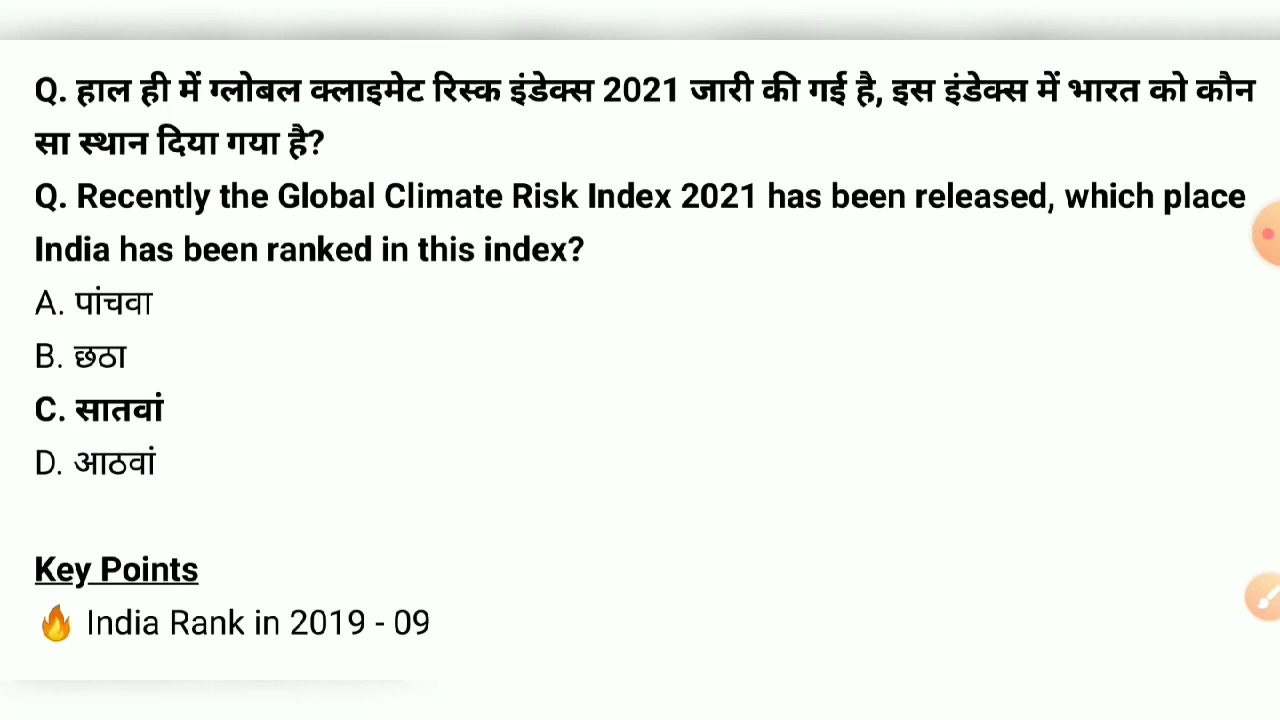 Q. हाल ही में ग्लोबल क्लाइमेट रिस्क इंडेक्स 2021 जारी की गई है, इस इंडेक्स में भारत को कौन
सा स्थान दिया गया है?
Q. Recently the Global Climate Risk Index 2021 has been released, which place
India has been ranked in this index?
A. पांचवा
B. छठा
C. सातवां
D. आठवां
Key Points
🔥 India Rank in 2019 - 09